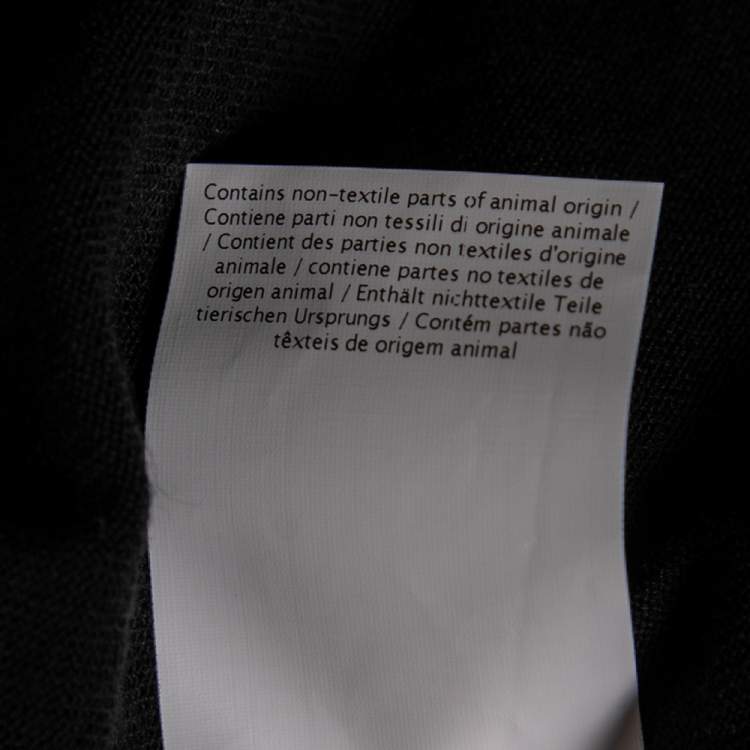 Contains non-textile parts of animal origin /
Contiene parti non tessili di origine animale
/ Contient des parties non textiles d'origine
animale / contiene partes no textiles de
origen animal / Enthält nichttextile Teile
tierischen Ursprungs / Contém partes não
têxteis de origem animal